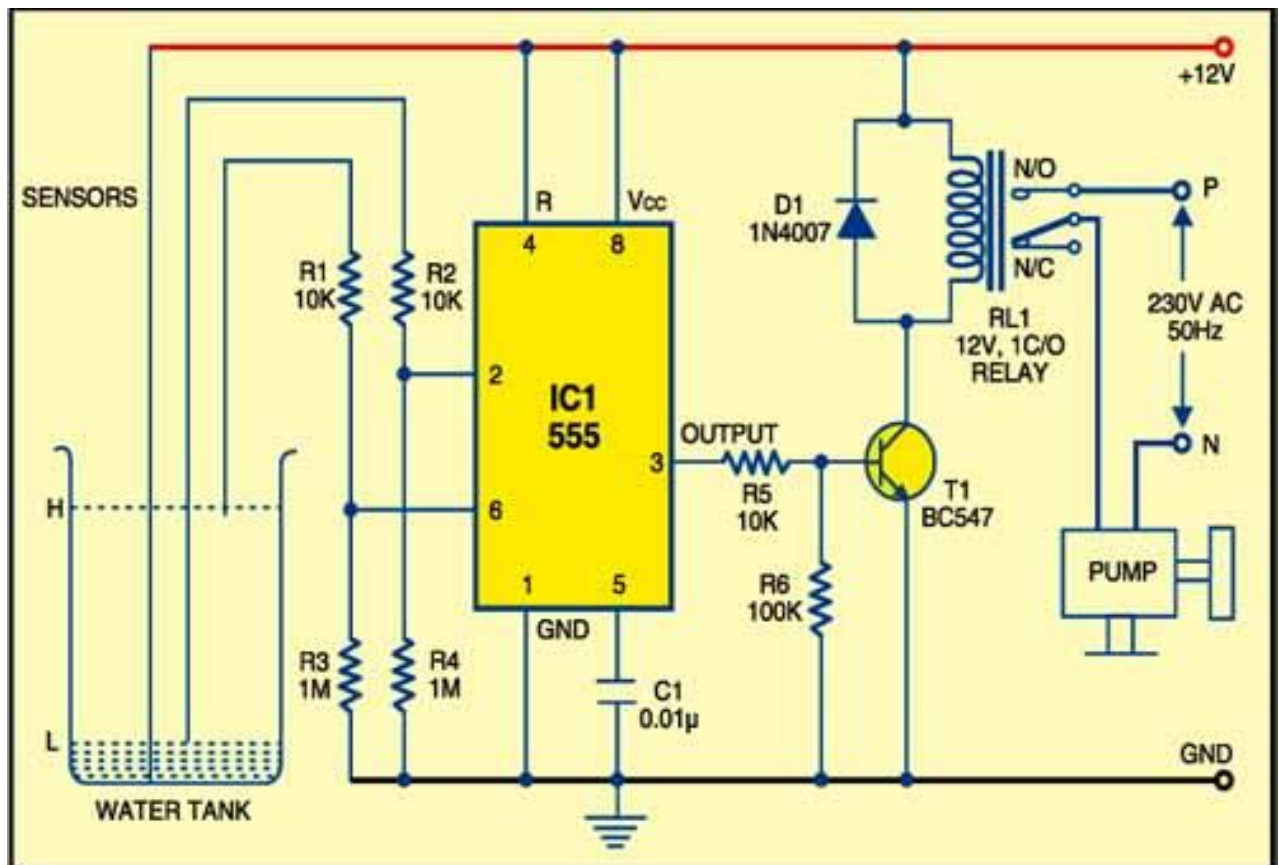 +12V
SENSORS
R
Vcc
4
8
R1
10K
R2
10K
D1
1N4007
N/O
N/C
P
230V AC
50Hz
RL1
12V, 1C/O
RELAY
2
IC1
555
OUTPUT
3
R5
10K
T1
BC547
N
H
6
1
5
GND
R6
100K
PUMP
R3
1M
R4
1M
C1
0.01µ
L
GND
WATER TANK